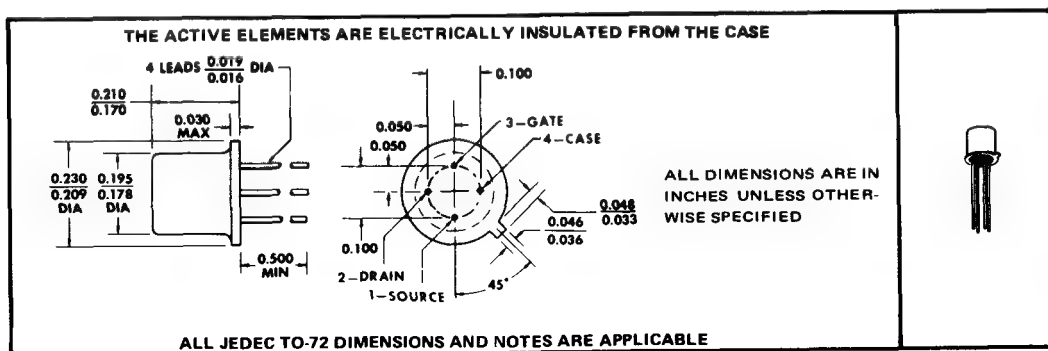 THE ACTIVE ELEMENTS ARE ELECTRICALLY INSULATED FROM THE CASE
4 LEADS 0.019 DIA
0.016
0.100
0.210
0.170
0.030
MAX
0.050
0.050
3–GATE
4–CASE
0.230
0.209
DIA
0.195
0.178
DIA
ALL DIMENSIONS ARE IN
INCHES UNLESS OTHER-
WISE SPECIFIED
0.048
0.033
0.046
0.036
0.100
0.500
MIN
2–DRAIN
1–SOURCE
45°
ALL JEDEC TO-72 DIMENSIONS AND NOTES ARE APPLICABLE